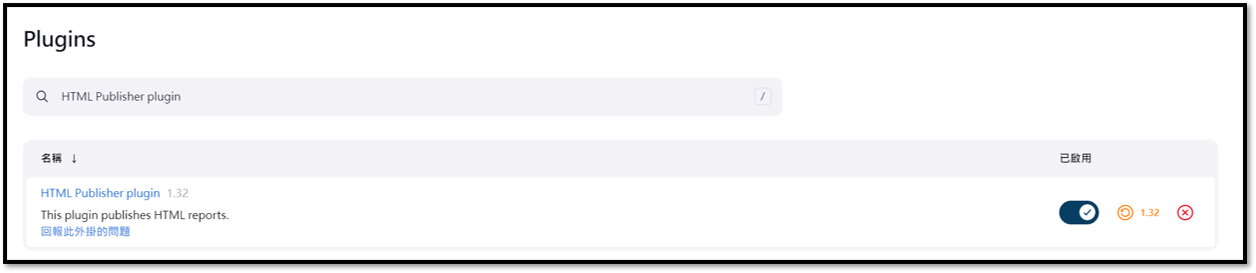 Plugins
HTML Publisher plugin /
名稱 ↓ 已啟用
HTML Publisher plugin 1.32
This plugin publishes HTML reports.
1.32
回報此外掛的問題